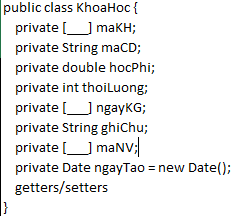 public class KhoaHoc {
private [___] maKH;
private String maCD;
private double hocPhi;
private int thoiLuong;
private [___] ngayKG;
private String ghiChu;
private [___] maNV;
private Date ngayTao = new Date();
getters/setters
}